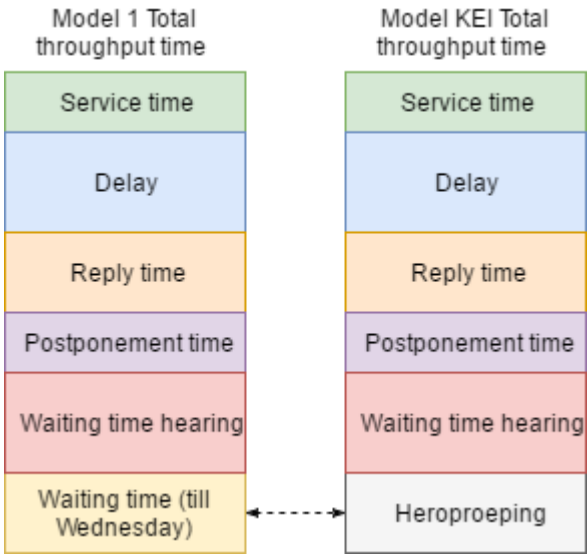 Model 1 Total
throughput time
Service time
Delay
Reply time
Postponement time
Waiting time hearing
Waiting time (till
Wednesday)
Model KEI Total
throughput time
Service time
Delay
Reply time
Postponement time
Waiting time hearing
Heroproeping